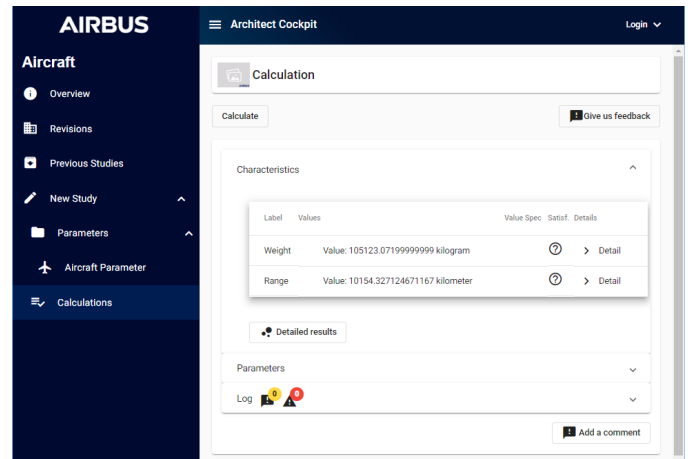 AIRBUS
Architect Cockpit
Login
Aircraft
Overview
Revisions
Previous Studies
New Study
Parameters
Aircraft Parameter
Calculations
Calculation
Calculate
Give us feedback
Characteristics
Label Values Value Spec Satisf. Details
Weight Value: 105123.07199999999 kilogram Detail
Range Value: 10154.327124671167 kilometer Detail
Detailed results
Parameters
Log 0 0
Add a comment